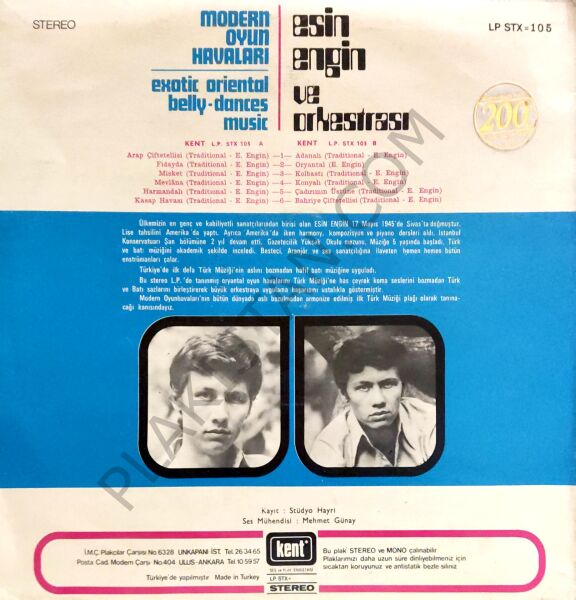 STEREO
MODERN
OYUN
HAVALARI
exotic oriental
belly-dances
music
esin
engin
ve
orkestrası
LP STX=105
200
KENT L.P. STX 105 A
Arap Çiftetellisi (Traditional - E. Engin) —1—
Fidayda (Traditional - E. Engin) —2—
Misket (Traditional - E. Engin) —3—
Mevlâna (Traditional - E. Engin) —4—
Harmandalı (Traditional - E. Engin) —5—
Kasap Havası (Traditional - E. Engin) —6—
KENT L.P. STX 105 B
Adanalı (Traditional - E. Engin)
Oryantal (E. Engin)
Kolbastı (Traditional - E. Engin)
Konyalı (Traditional - E. Engin)
Çadırımın Üstüne (Traditional - E. Engin)
Bahriye Çiftetellisi (Traditional - E. Engin)
Ülkemizin en genç ve kabiliyetli sanatçılarından birisi olan ESİN ENGİN 17 Mayıs 1945'de Sivas'ta doğmuştur.
Lise tahsilini Amerika'da yaptı. Ayrıca Amerika'da iken harmony, kompozisyon ve piyano dersleri aldı. İstanbul
Konservatuarı Şan bölümüne 2 yıl devam etti. Gazetecilik Yüksek Okulu mezunu. Müziğe 5 yaşında başladı. Türk
ve batı müziğini akademik şekilde inceledi. Besteci, Aranjör ve ses sanatçılığına ilaveten hemen hemen bütün
enstrümanları çalar.
Türkiye'de ilk defa Türk Müziği'nin aslını bozmadan hafif batı müziğine uyguladı.
Bu stereo L.P.'de tanınmış oryantal oyun havalarını Türk Müziği'ne has çeyrek koma seslerini bozmadan Türk
ve Batı sazlarını birleştirerek büyük orkestraya uygulama başarısını ustalıkla göstermiştir.
Modern Oyunhavaları'nın bütün dünyada aslı bozulmadan armonize edilmiş ilk Türk Müziği plağı olarak tanına-
cağı kanısındayız.
PLAKMEZAT.COM
Kayıt : Stüdyo Hayri
Ses Mühendisi : Mehmet Günay
İ.M.Ç. Plakçılar Çarşısı No. 6328 UNKAPANI İST. Tel. 26 34 65
Posta Cad. Modern Çarşı No. 404 ULUS-ANKARA Tel. 10 59 57
Türkiye'de yapılmıştır Made in Turkey
kent
LP STX=
STEREO
Bu plak STEREO ve MONO çalınabilir
Plaklarımızı daha uzun süre dinliyebilmeniz için
sıcaktan koruyunuz ve antistatik bezle siliniz